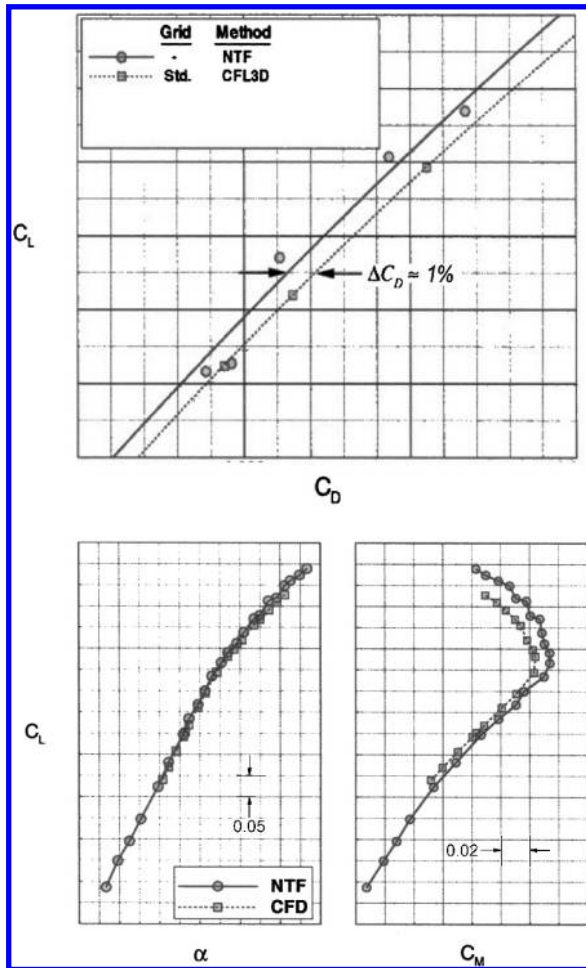 Grid Method
- NTF
Std. CFL3D
C_L
ΔC_D ≈ 1%
C_D
C_L
0.05
0.02
NTF
CFD
α
C_M